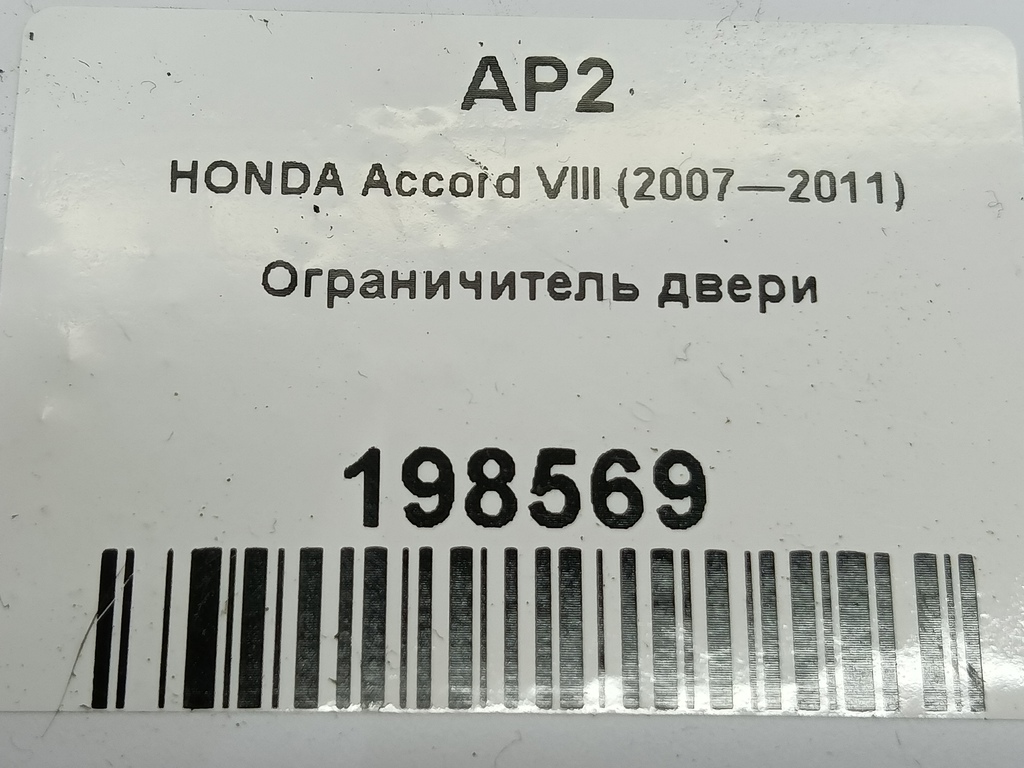 AP2
HONDA Accord VIII (2007—2011)
Ограничитель двери
198569